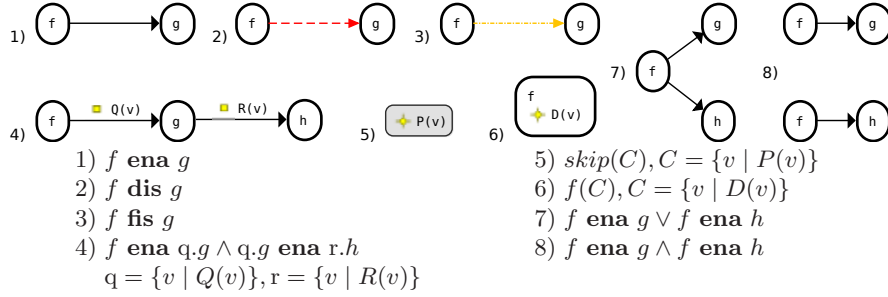 1) f g 2) f g 3) f g 7) f g h 8) f g f h
4) f Q(v) g R(v) h 5) P(v) 6) f D(v)
1) f ena g
2) f dis g
3) f fis g
4) f ena q.g ∧ q.g ena r.h
q = {v | Q(v)}, r = {v | R(v)}
5) skip(C), C = {v | P(v)}
6) f(C), C = {v | D(v)}
7) f ena g ∨ f ena h
8) f ena g ∧ f ena h